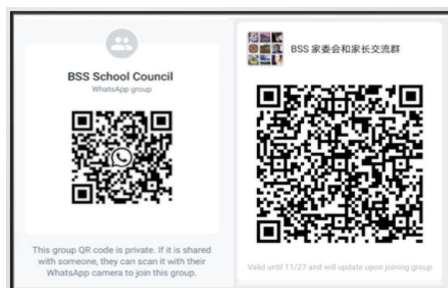 BSS School Council
WhatsApp group
This group QR code is private. If it is shared
with someone, they can scan it with their
WhatsApp camera to join this group.
BSS 家委会和家长交流群
Valid until 11/27 and will update upon joining group